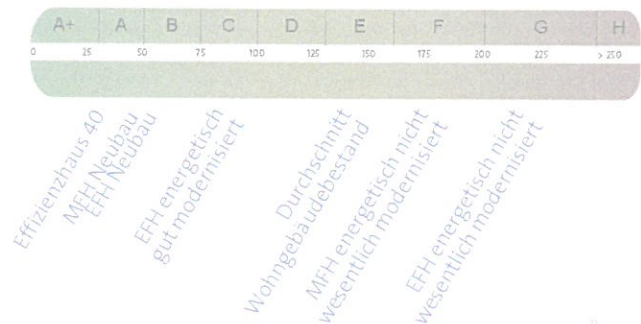 A+ A B C D E F G H
0 25 50 75 100 125 150 175 200 225 > 250
Effizienzhaus 40
MFH Neubau
EFH Neubau
EFH energetisch
gut modernisiert
Durchschnitt
Wohngebäudebestand
MFH energetisch nicht
wesentlich modernisiert
EFH energetisch nicht
wesentlich modernisiert